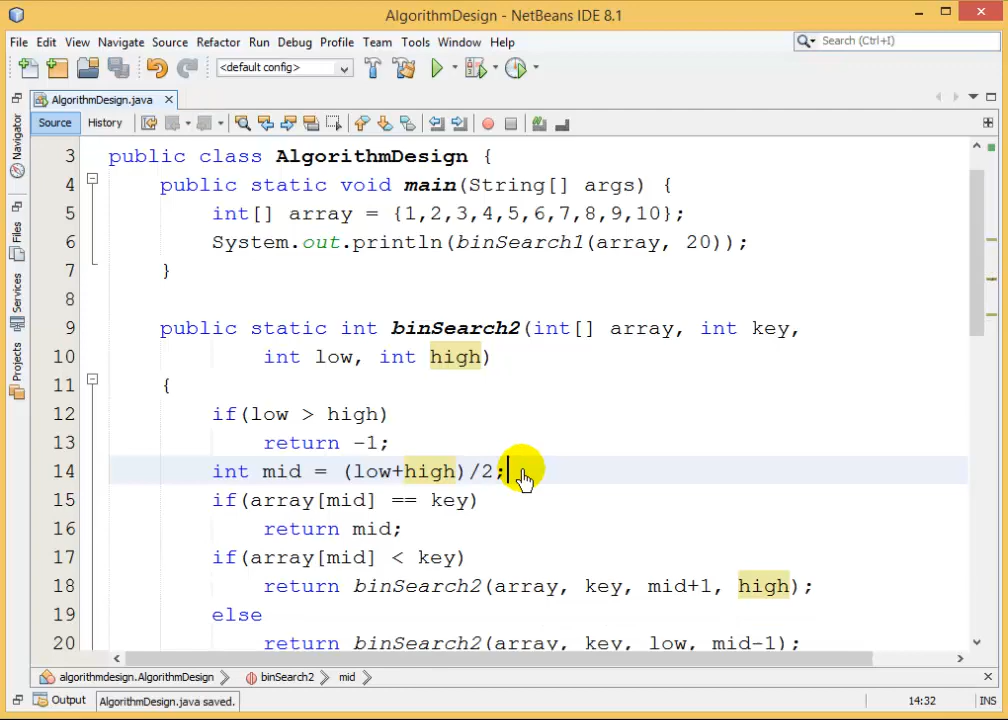 AlgorithmDesign - NetBeans IDE 8.1
File Edit View Navigate Source Refactor Run Debug Profile Team Tools Window Help
Search (Ctrl+I)
<default config>
AlgorithmDesign.java
Source History
Navigator
Files
Services
Projects
3 public class AlgorithmDesign {
4 public static void main(String[] args) {
5 int[] array = {1,2,3,4,5,6,7,8,9,10};
6 System.out.println(binSearch1(array, 20));
7 }
8
9 public static int binSearch2(int[] array, int key,
10 int low, int high)
11 {
12 if(low > high)
13 return -1;
14 int mid = (low+high)/2;
15 if(array[mid] == key)
16 return mid;
17 if(array[mid] < key)
18 return binSearch2(array, key, mid+1, high);
19 else
20 return binSearch2(array, key, low, mid-1);
algorithmdesign.AlgorithmDesign binSearch2 mid
Output AlgorithmDesign.java saved. 14:32 INS